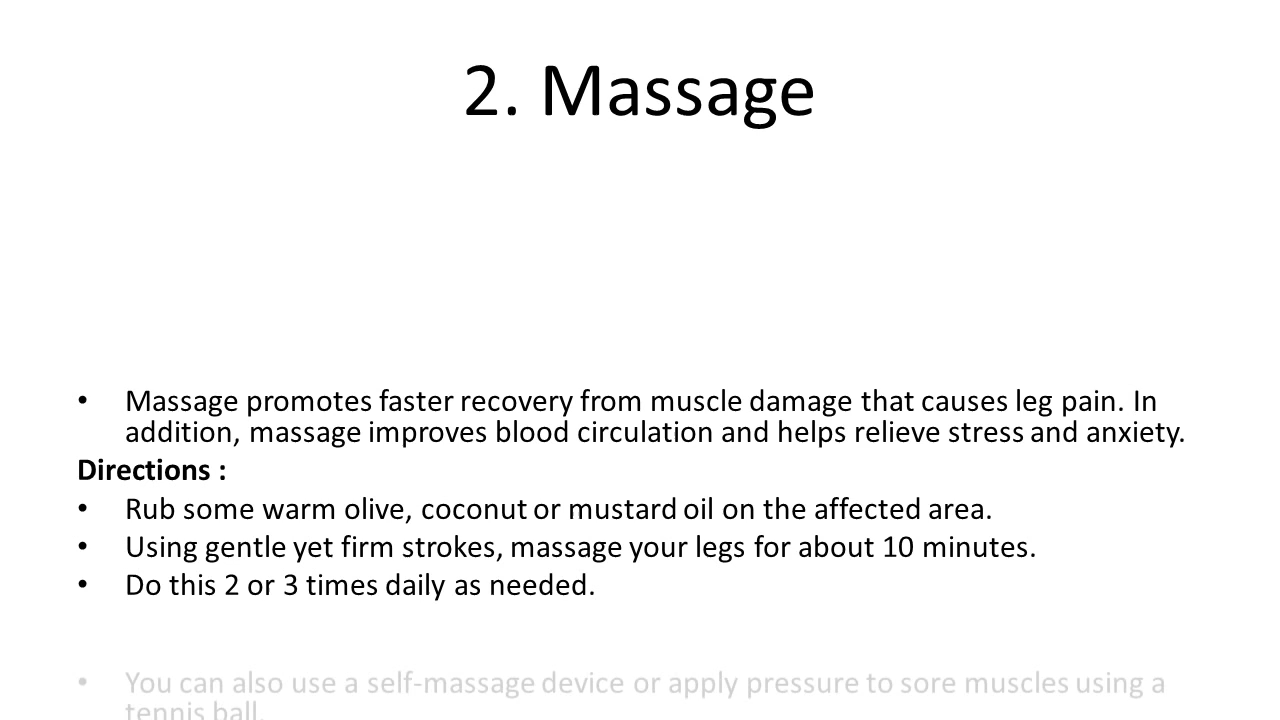 2. Massage
• Massage promotes faster recovery from muscle damage that causes leg pain. In
addition, massage improves blood circulation and helps relieve stress and anxiety.
Directions :
• Rub some warm olive, coconut or mustard oil on the affected area.
• Using gentle yet firm strokes, massage your legs for about 10 minutes.
• Do this 2 or 3 times daily as needed.
• You can also use a self-massage device or apply pressure to sore muscles using a
tennis ball.